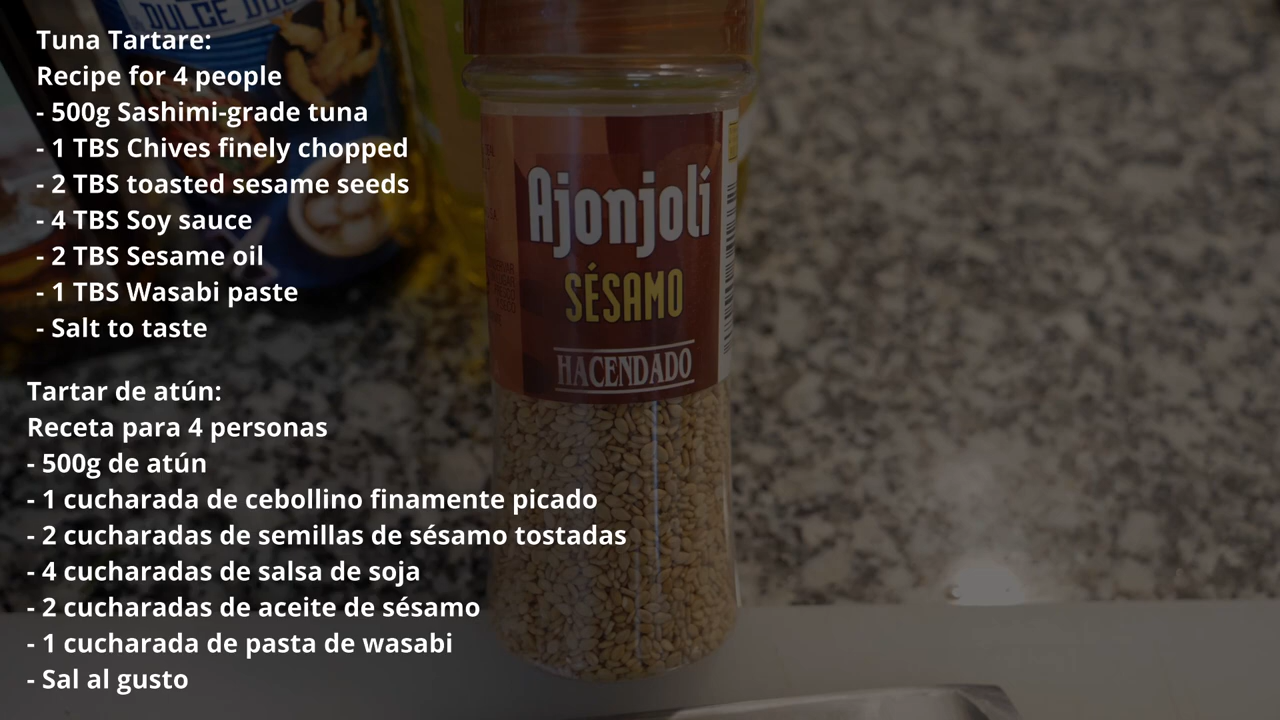 Tuna Tartare:
Recipe for 4 people
- 500g Sashimi-grade tuna
- 1 TBS Chives finely chopped
- 2 TBS toasted sesame seeds
- 4 TBS Soy sauce
- 2 TBS Sesame oil
- 1 TBS Wasabi paste
- Salt to taste
Tartar de atún:
Receta para 4 personas
- 500g de atún
- 1 cucharada de cebollino finamente picado
- 2 cucharadas de semillas de sésamo tostadas
- 4 cucharadas de salsa de soja
- 2 cucharadas de aceite de sésamo
- 1 cucharada de pasta de wasabi
- Sal al gusto
DULCE
Ajonjolí
SÉSAMO
HACENDADO